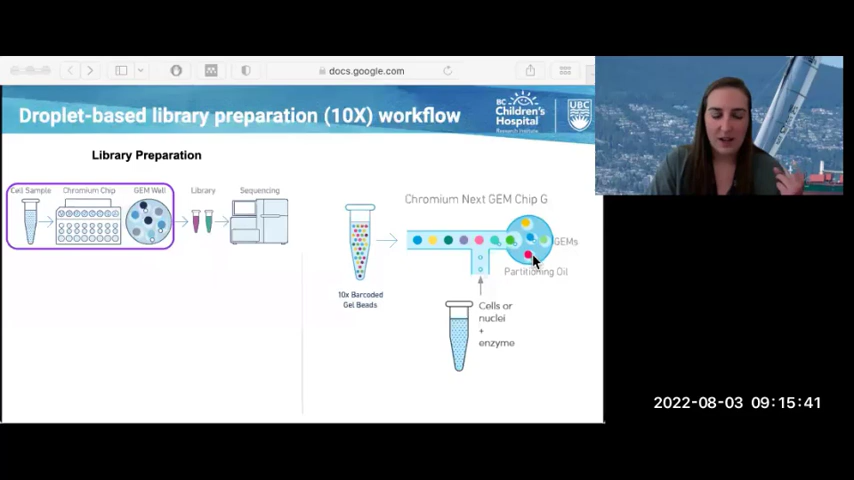 docs.google.com
Droplet-based library preparation (10X) workflow
BC
Children's
Hospital
Research Institute
UBC
Library Preparation
Cell Sample
Chromium Chip
GEM Well
Library
Sequencing
Chromium Next GEM Chip G
GEMs
Partitioning Oil
10x Barcoded
Gel Beads
Cells or
nuclei
+
enzyme
2022-08-03 09:15:41